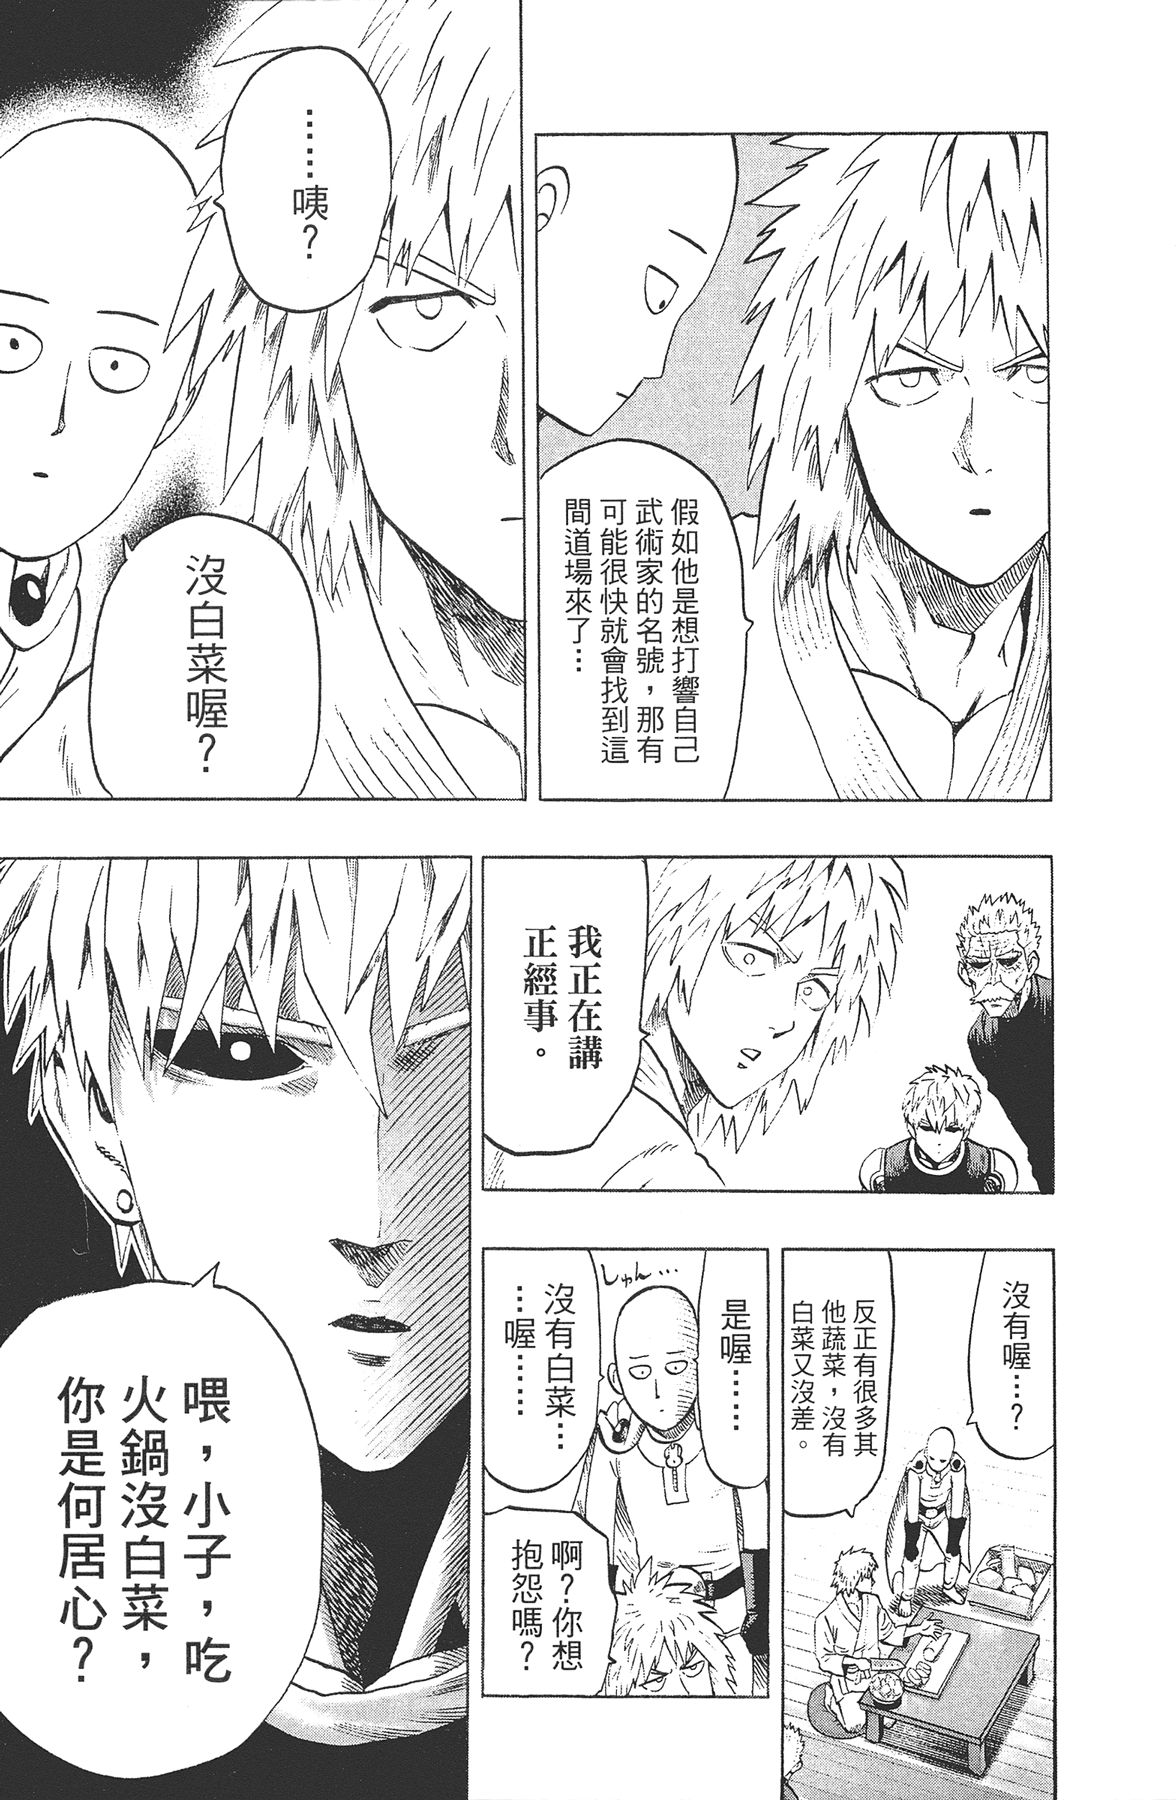 假如他是想打響自己
武術家的名號，那有
可能很快就會找到這
間道場來了…
……咦？
沒白菜喔？
我正在講
正經事。
沒有喔…？
反正有很多其
他蔬菜，沒有
白菜又沒差。
是喔……
しゅん…
沒有白菜…
…喔……
啊？你想
抱怨嗎？
喂，小子，吃
火鍋沒白菜，
你是何居心？